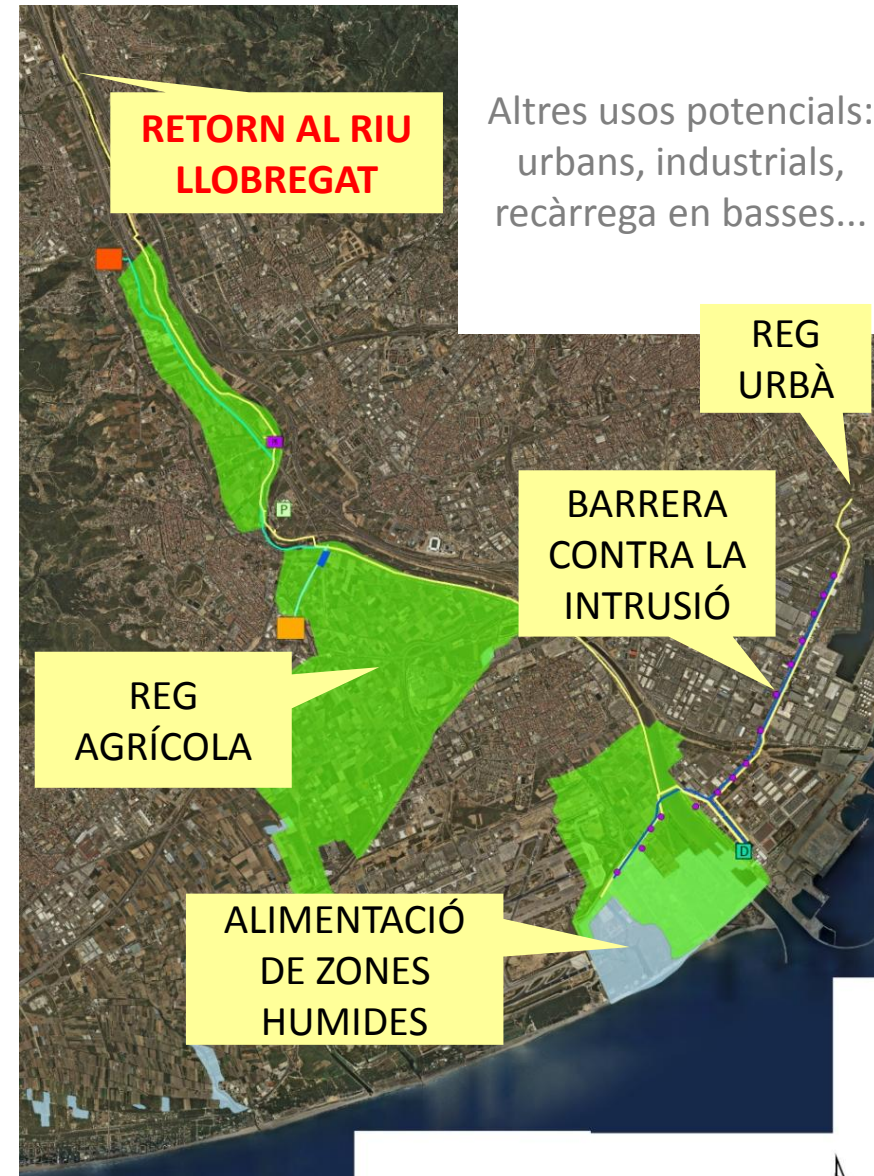 RETORN AL RIU
LLOBREGAT
Altres usos potencials:
urbans, industrials,
recàrrega en basses...
REG
URBÀ
BARRERA
CONTRA LA
INTRUSIÓ
P
REG
AGRÍCOLA
D
ALIMENTACIÓ
DE ZONES
HUMIDES